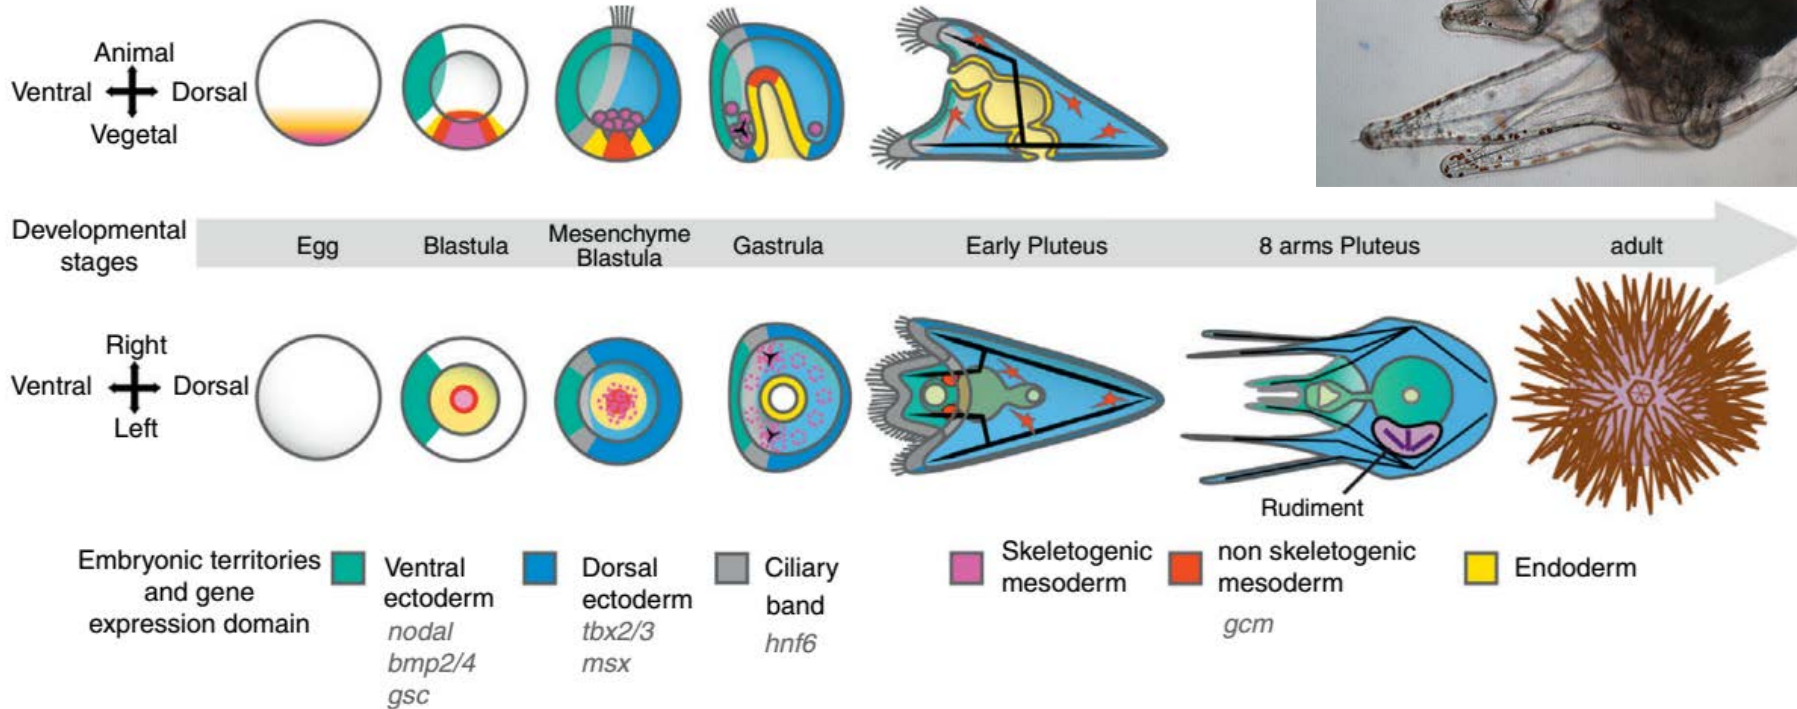 Animal
Ventral Dorsal
Vegetal
Developmental
stages
Egg
Blastula
Mesenchyme
Blastula
Gastrula
Early Pluteus
8 arms Pluteus
adult
Right
Ventral Dorsal
Left
Rudiment
Embryonic territories
and gene
expression domain
Ventral
ectoderm
nodal
bmp2/4
gsc
Dorsal
ectoderm
tbx2/3
msx
Ciliary
band
hnf6
Skeletogenic
mesoderm
non skeletogenic
mesoderm
gcm
Endoderm